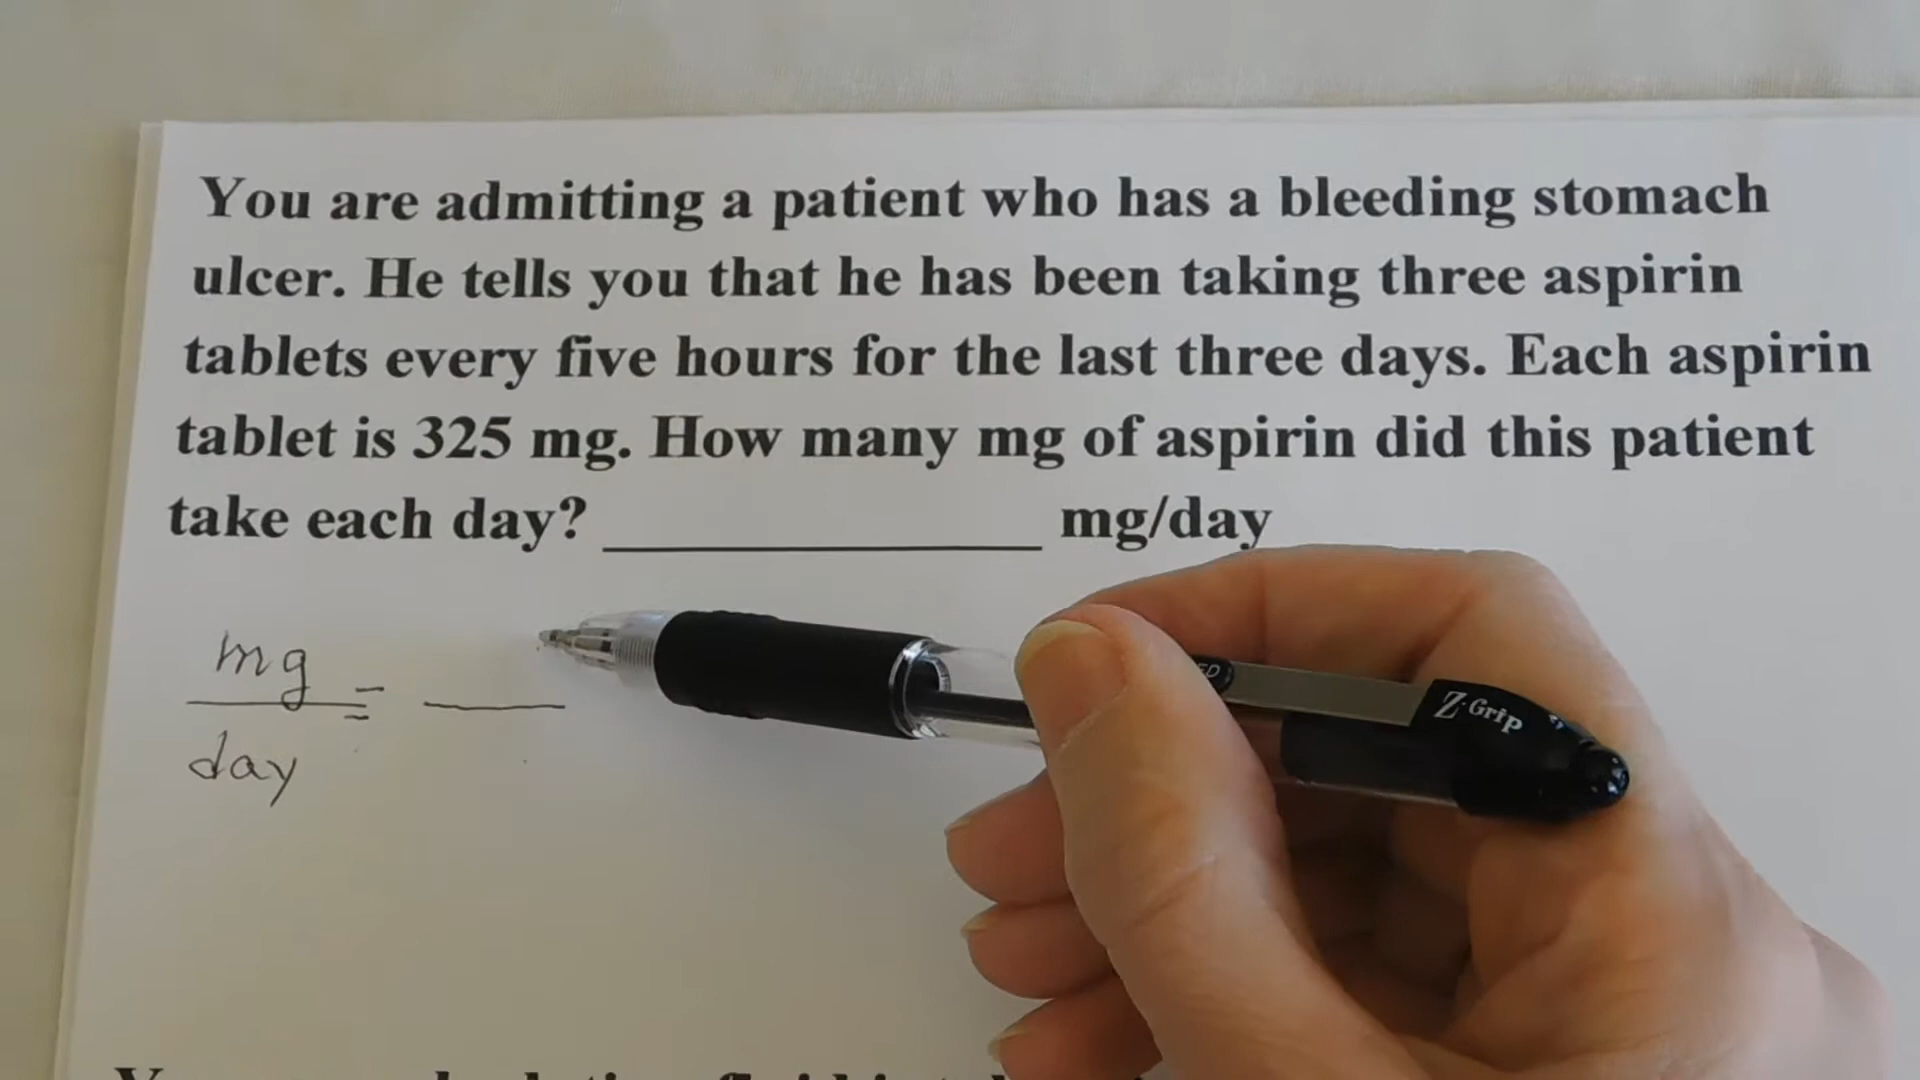 You are admitting a patient who has a bleeding stomach
ulcer. He tells you that he has been taking three aspirin
tablets every five hours for the last three days. Each aspirin
tablet is 325 mg. How many mg of aspirin did this patient
take each day? ____________ mg/day
mg
day
= ___
Z-Grip